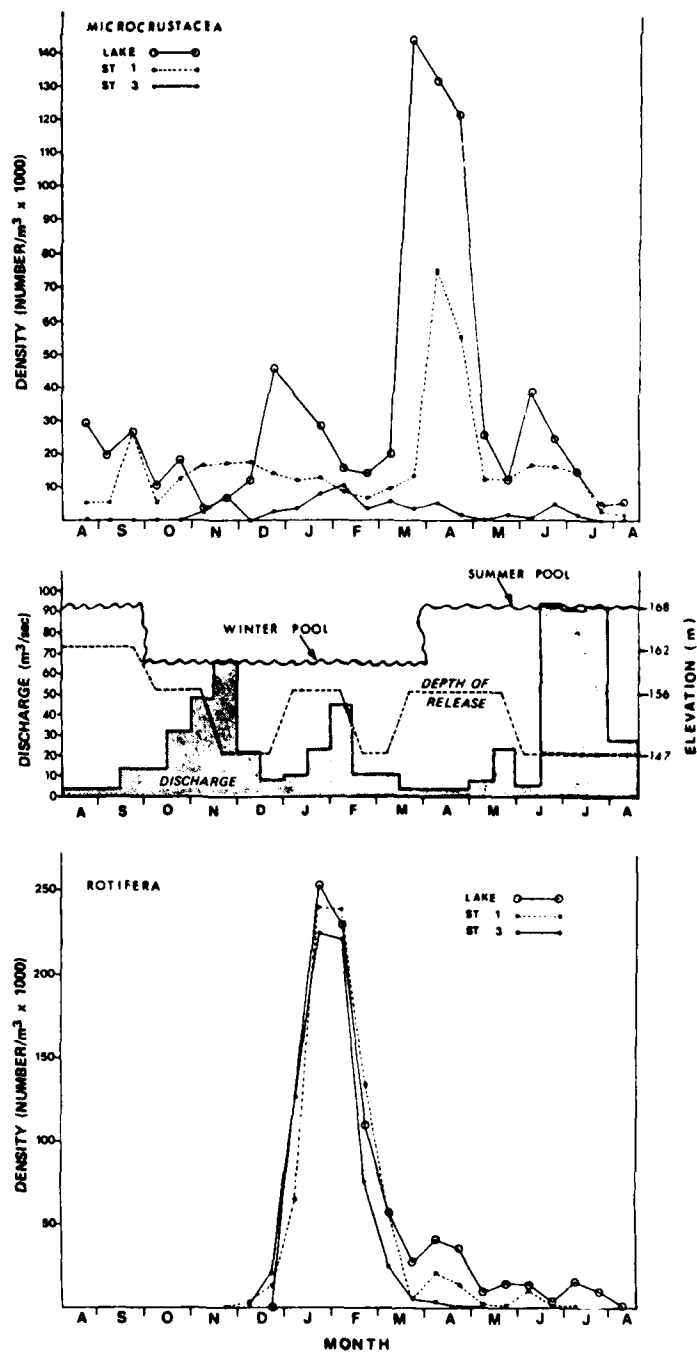 MICROCRUSTACEA
LAKE
ST 1
ST 3
DENSITY (NUMBER/m³ x 1000)
140
130
120
110
100
90
80
70
60
50
40
30
20
10
A S O N D J F M A M J J A
SUMMER POOL
WINTER POOL
DEPTH OF RELEASE
DISCHARGE
DISCHARGE (m³/sec)
100
90
80
70
60
50
40
30
20
10
0
168
162
156
147
ELEVATION (m)
A S O N D J F M A M J J A
ROTIFERA
LAKE
ST 1
ST 3
DENSITY (NUMBER/m³ x 1000)
250
200
150
100
50
A S O N D J F M A M J J A
MONTH